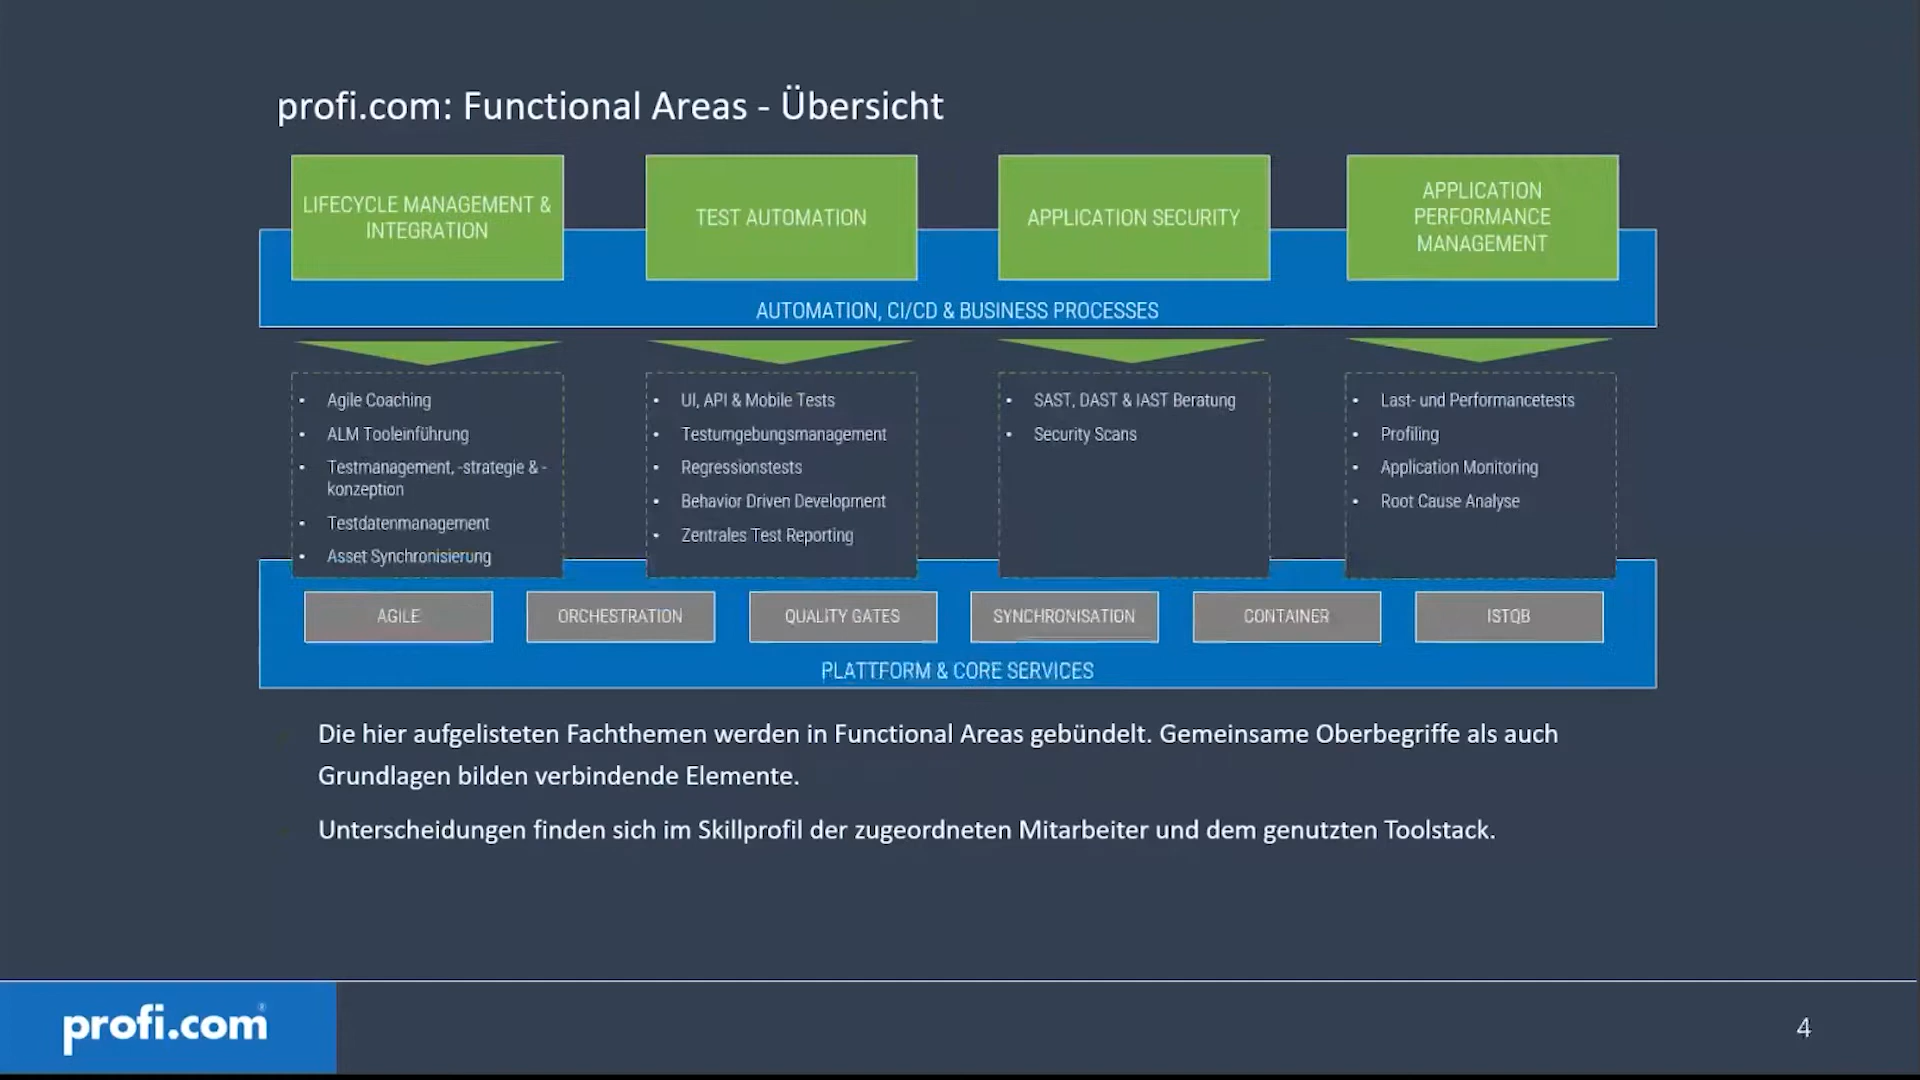 profi.com: Functional Areas - Übersicht
LIFECYCLE MANAGEMENT &
INTEGRATION
TEST AUTOMATION
APPLICATION SECURITY
APPLICATION
PERFORMANCE
MANAGEMENT
AUTOMATION, CI/CD & BUSINESS PROCESSES
• Agile Coaching
• ALM Tooleinführung
• Testmanagement, -strategie & -
konzeption
• Testdatenmanagement
• Asset Synchronisierung
• UI, API & Mobile Tests
• Testumgebungsmanagement
• Regressionstests
• Behavior Driven Development
• Zentrales Test Reporting
• SAST, DAST & IAST Beratung
• Security Scans
• Last- und Performancetests
• Profiling
• Application Monitoring
• Root Cause Analyse
AGILE
ORCHESTRATION
QUALITY GATES
SYNCHRONISATION
CONTAINER
ISTQB
PLATTFORM & CORE SERVICES
Die hier aufgelisteten Fachthemen werden in Functional Areas gebündelt. Gemeinsame Oberbegriffe als auch
Grundlagen bilden verbindende Elemente.
Unterscheidungen finden sich im Skillprofil der zugeordneten Mitarbeiter und dem genutzten Toolstack.
profi.com
4